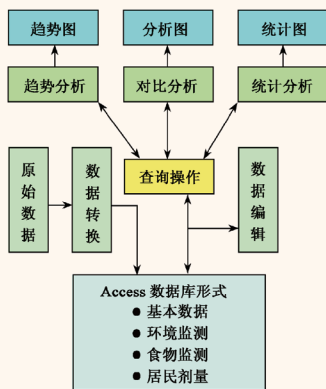 趋势图 分析图 统计图
趋势分析 对比分析 统计分析
原始数据
数据转换
查询操作
数据编辑
Access 数据库形式
● 基本数据
● 环境监测
● 食物监测
● 居民剂量